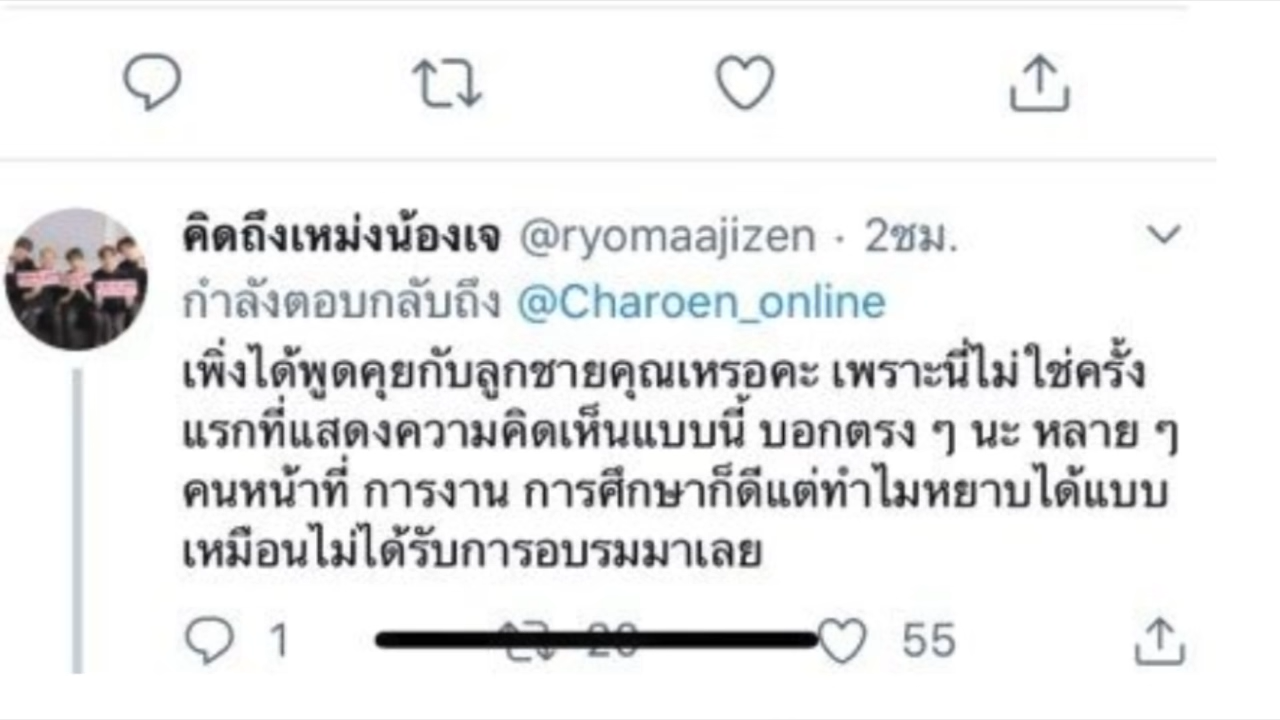 คิดถึงเหม่งน้องเจ @ryomaajizen · 2ชม.
กำลังตอบกลับถึง @Charoen_online
เพิ่งได้พูดคุยกับลูกชายคุณเหรอคะ เพราะนี่ไม่ใช่ครั้ง
แรกที่แสดงความคิดเห็นแบบนี้ บอกตรง ๆ นะ หลาย ๆ
คนหน้าที่ การงาน การศึกษาก็ดีแต่ทำไมหยาบได้แบบ
เหมือนไม่ได้รับการอบรมมาเลย
1 55